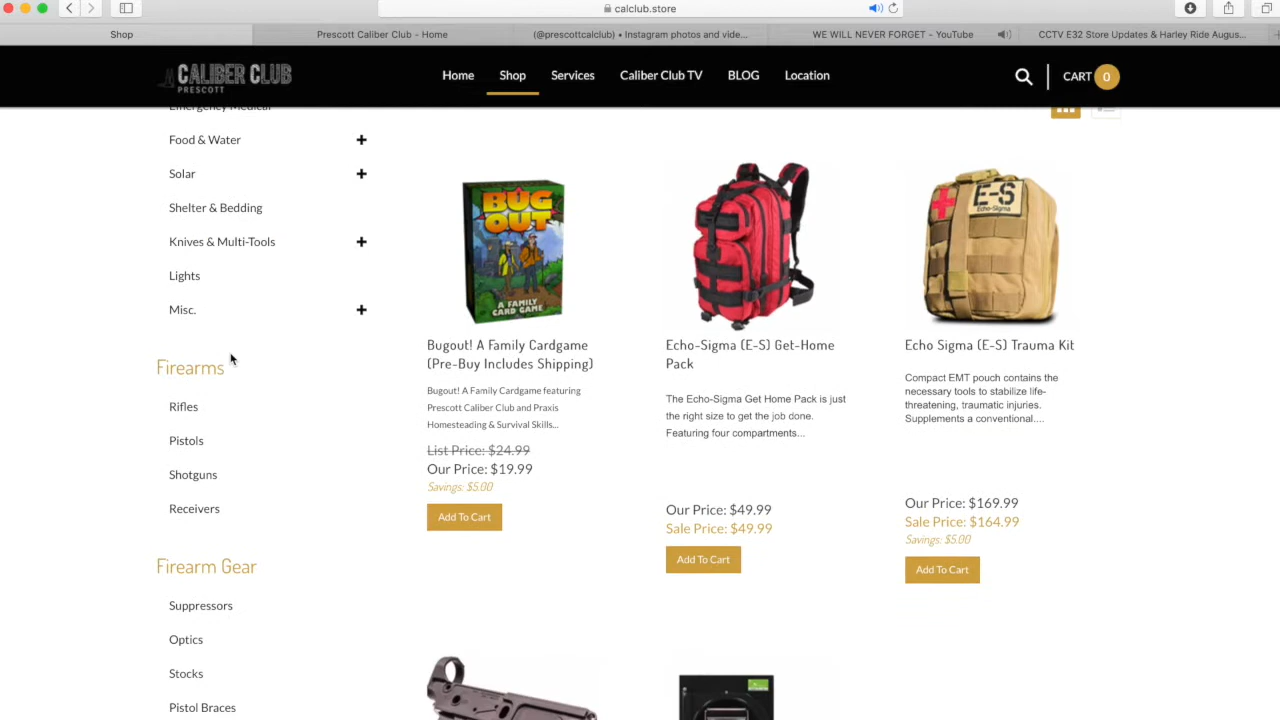 calclub.store
Shop
Prescott Caliber Club - Home
(@prescottcalclub) • Instagram photos and vide...
WE WILL NEVER FORGET - YouTube
CCTV E32 Store Updates & Harley Ride Augus...
CALIBER CLUB
PRESCOTT
Home
Shop
Services
Caliber Club TV
BLOG
Location
CART 0
Emergency Medical
Food & Water
Solar
Shelter & Bedding
Knives & Multi-Tools
Lights
Misc.
Firearms
Rifles
Pistols
Shotguns
Receivers
Firearm Gear
Suppressors
Optics
Stocks
Pistol Braces
BUG
OUT
A FAMILY
CARD GAME
Bugout! A Family Cardgame
(Pre-Buy Includes Shipping)
Bugout! A Family Cardgame featuring
Prescott Caliber Club and Praxis
Homesteading & Survival Skills...
List Price: $24.99
Our Price: $19.99
Savings: $5.00
Add To Cart
Echo-Sigma (E-S) Get-Home
Pack
The Echo-Sigma Get Home Pack is just
the right size to get the job done.
Featuring four compartments...
Our Price: $49.99
Sale Price: $49.99
Add To Cart
E-S
Echo-Sigma
Echo Sigma (E-S) Trauma Kit
Compact EMT pouch contains the
necessary tools to stabilize life-
threatening, traumatic injuries.
Supplements a conventional....
Our Price: $169.99
Sale Price: $164.99
Savings: $5.00
Add To Cart